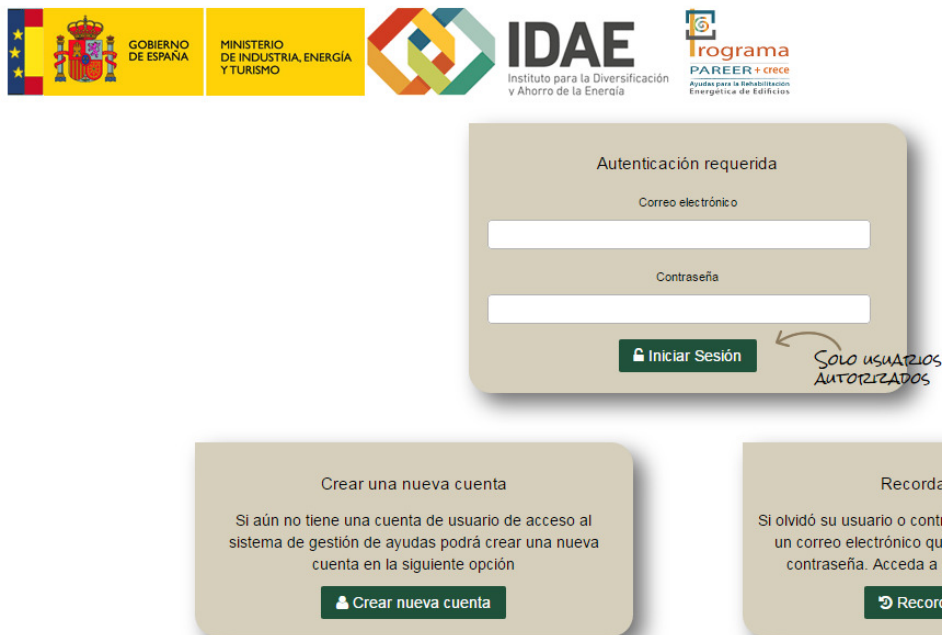 GOBIERNO
DE ESPAÑA
MINISTERIO
DE INDUSTRIA, ENERGÍA
Y TURISMO
IDAE
Instituto para la Diversificación
y Ahorro de la Energía
Programa
PAREER + crece
Ayudas para la Rehabilitación
Energética de Edificios
Autenticación requerida
Correo electrónico
Contraseña
Iniciar Sesión
Solo usuarios
autorizados
Crear una nueva cuenta
Si aún no tiene una cuenta de usuario de acceso al
sistema de gestión de ayudas podrá crear una nueva
cuenta en la siguiente opción
Crear nueva cuenta
Recorda
Si olvidó su usuario o contr
un correo electrónico qu
contraseña. Acceda a
Record